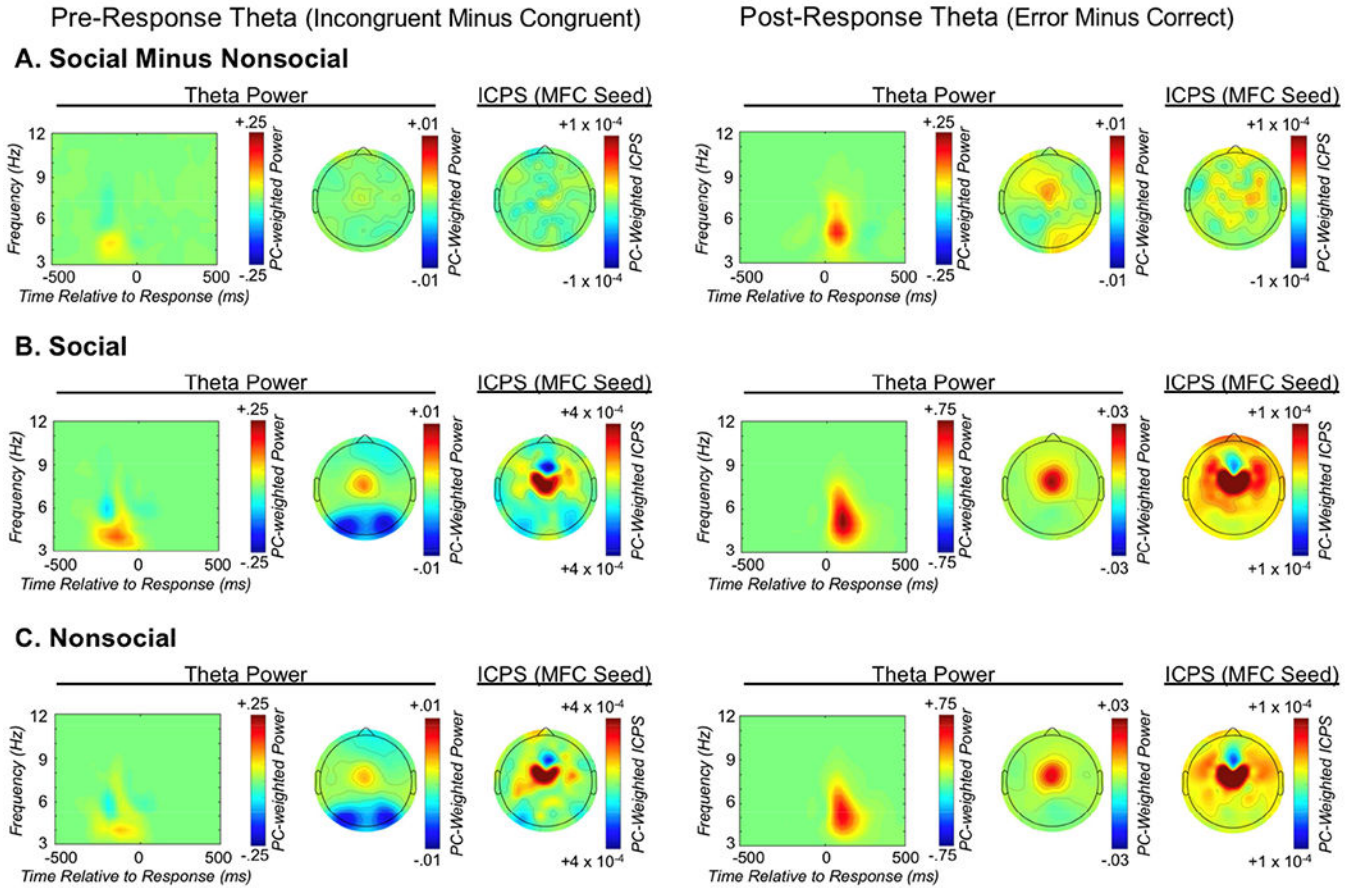 Pre-Response Theta (Incongruent Minus Congruent)
Post-Response Theta (Error Minus Correct)
A. Social Minus Nonsocial
Theta Power
ICPS (MFC Seed)
Theta Power
ICPS (MFC Seed)
12
9
6
3
Frequency (Hz)
-500
0
500
Time Relative to Response (ms)
+.25
-.25
PC-weighted Power
+.01
-.01
PC-Weighted Power
+1 x 10-4
-1 x 10-4
PC-Weighted ICPS
12
9
6
3
Frequency (Hz)
-500
0
500
Time Relative to Response (ms)
+.25
-.25
PC-weighted Power
+.01
-.01
PC-Weighted Power
+1 x 10-4
-1 x 10-4
PC-Weighted ICPS
B. Social
Theta Power
ICPS (MFC Seed)
Theta Power
ICPS (MFC Seed)
12
9
6
3
Frequency (Hz)
-500
0
500
Time Relative to Response (ms)
+.25
-.25
PC-weighted Power
+.01
-.01
PC-Weighted Power
+4 x 10-4
+4 x 10-4
PC-Weighted ICPS
12
9
6
3
Frequency (Hz)
-500
0
500
Time Relative to Response (ms)
+.75
-.75
PC-weighted Power
+.03
-.03
PC-Weighted Power
+1 x 10-4
+1 x 10-4
PC-Weighted ICPS
C. Nonsocial
Theta Power
ICPS (MFC Seed)
Theta Power
ICPS (MFC Seed)
12
9
6
3
Frequency (Hz)
-500
0
500
Time Relative to Response (ms)
+.25
-.25
PC-weighted Power
+.01
-.01
PC-Weighted Power
+4 x 10-4
+4 x 10-4
PC-Weighted ICPS
12
9
6
3
Frequency (Hz)
-500
0
500
Time Relative to Response (ms)
+.75
-.75
PC-weighted Power
+.03
-.03
PC-Weighted Power
+1 x 10-4
+1 x 10-4
PC-Weighted ICPS